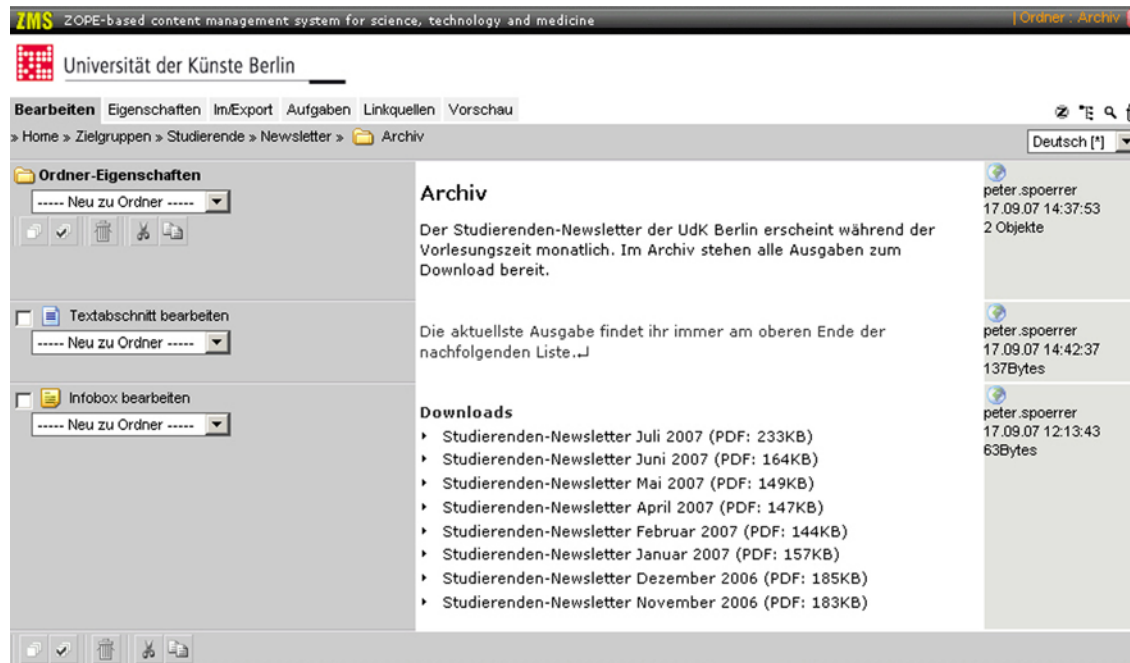 ZMS ZOPE-based content management system for science, technology and medicine | Ordner : Archiv
Universität der Künste Berlin
Bearbeiten Eigenschaften Im/Export Aufgaben Linkquellen Vorschau
» Home » Zielgruppen » Studierende » Newsletter » Archiv
Deutsch [*]
Ordner-Eigenschaften
----- Neu zu Ordner -----
Archiv
Der Studierenden-Newsletter der UdK Berlin erscheint während der
Vorlesungszeit monatlich. Im Archiv stehen alle Ausgaben zum
Download bereit.
peter.spoerrer
17.09.07 14:37:53
2 Objekte
Textabschnitt bearbeiten
----- Neu zu Ordner -----
Die aktuellste Ausgabe findet ihr immer am oberen Ende der
nachfolgenden Liste.↵
peter.spoerrer
17.09.07 14:42:37
137Bytes
Infobox bearbeiten
----- Neu zu Ordner -----
Downloads
Studierenden-Newsletter Juli 2007 (PDF: 233KB)
Studierenden-Newsletter Juni 2007 (PDF: 164KB)
Studierenden-Newsletter Mai 2007 (PDF: 149KB)
Studierenden-Newsletter April 2007 (PDF: 147KB)
Studierenden-Newsletter Februar 2007 (PDF: 144KB)
Studierenden-Newsletter Januar 2007 (PDF: 157KB)
Studierenden-Newsletter Dezember 2006 (PDF: 185KB)
Studierenden-Newsletter November 2006 (PDF: 183KB)
peter.spoerrer
17.09.07 12:13:43
63Bytes